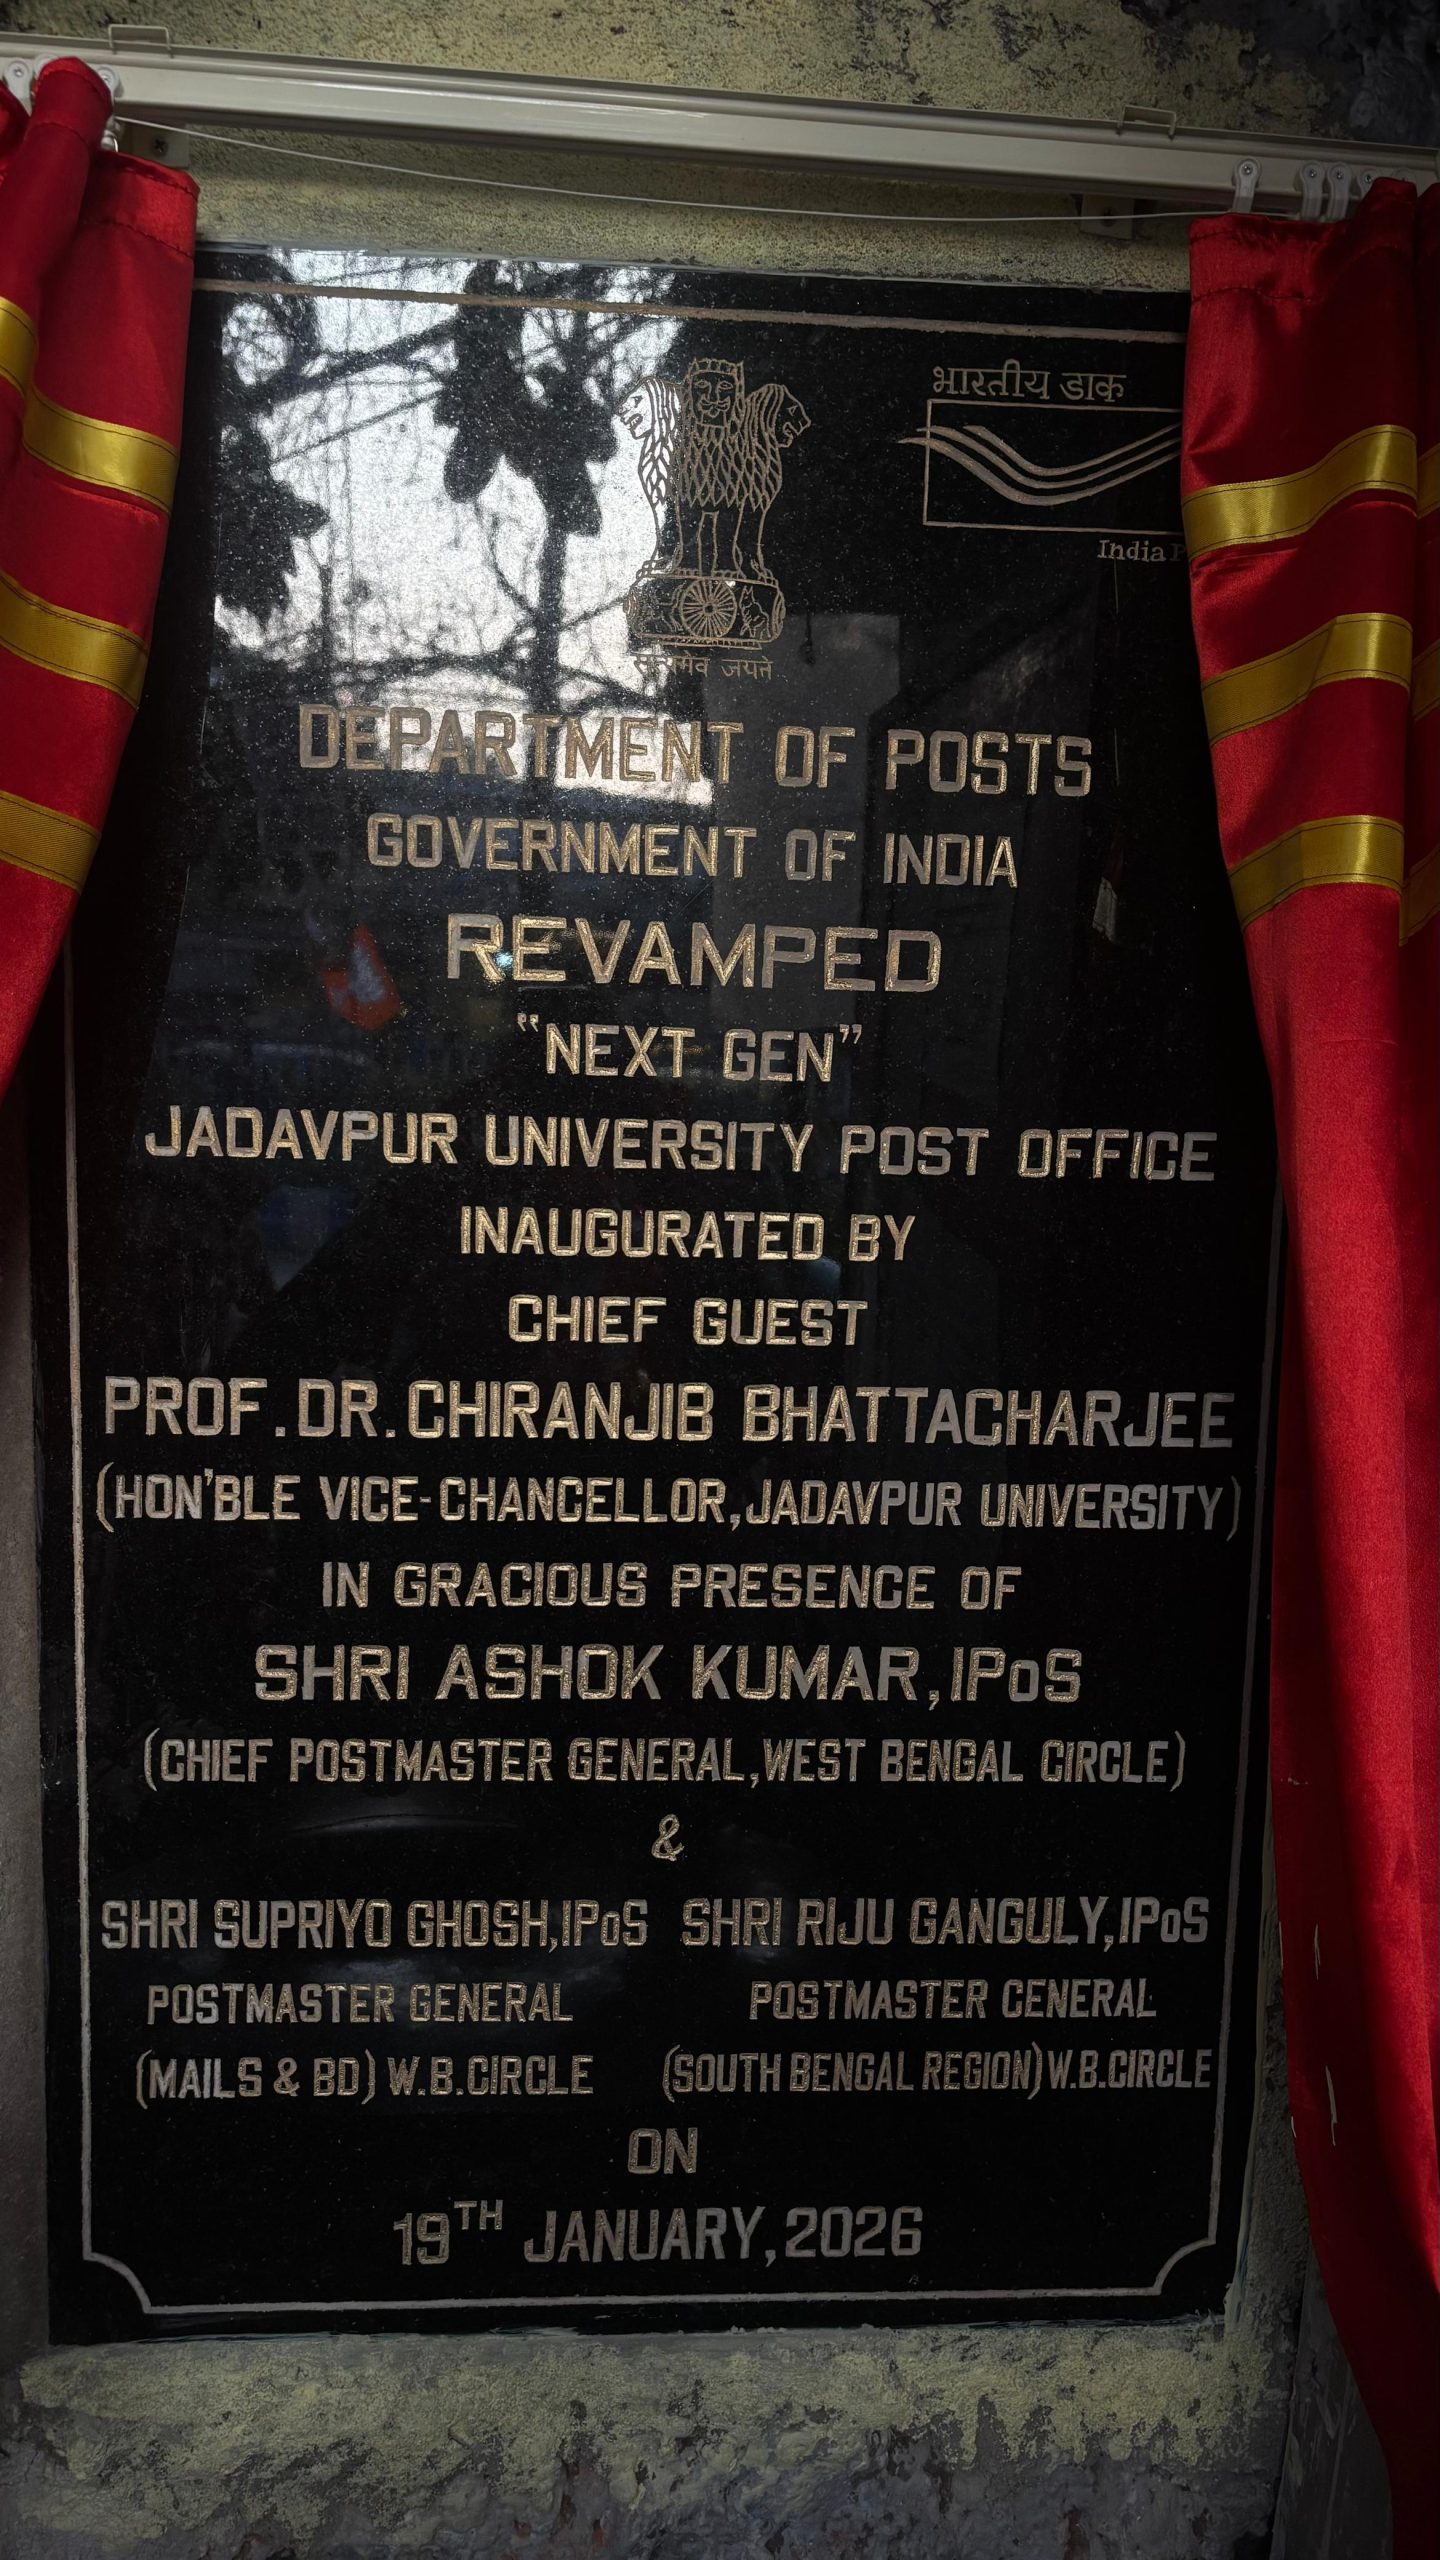 भारतीय डाक
India
सत्यमेव जयते
DEPARTMENT OF POSTS
GOVERNMENT OF INDIA
REVAMPED
"NEXT GEN"
JADAVPUR UNIVERSITY POST OFFICE
INAUGURATED BY
CHIEF GUEST
PROF.DR.CHIRANJIB BHATTACHARJEE
(HON'BLE VICE-CHANCELLOR,JADAVPUR UNIVERSITY)
IN GRACIOUS PRESENCE OF
SHRI ASHOK KUMAR,IPoS
(CHIEF POSTMASTER GENERAL,WEST BENGAL CIRCLE)
&
SHRI SUPRIYO GHOSH,IPoS SHRI RIJU GANGULY,IPoS
POSTMASTER GENERAL POSTMASTER CENERAL
(MAILS & BD) W.B.CIRCLE (SOUTH BENGAL REGION)W.B.CIRCLE
ON
19TH JANUARY,2026